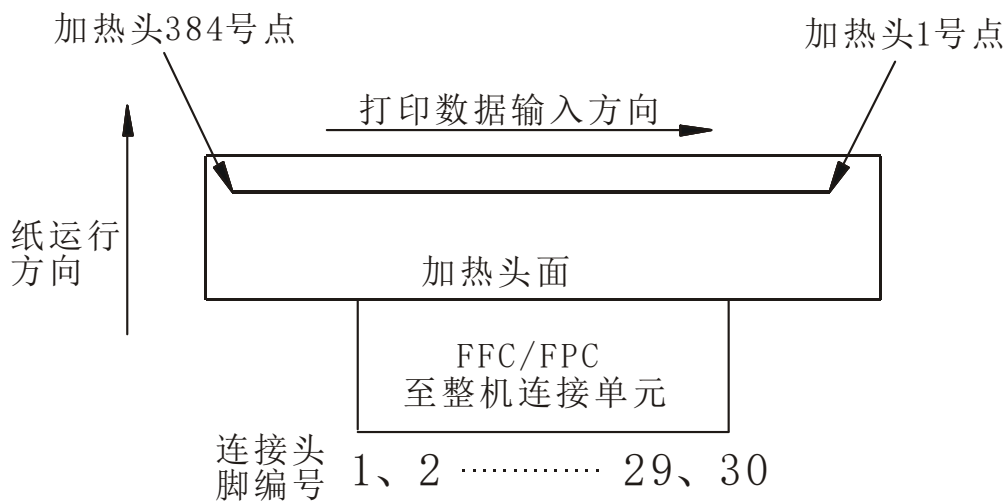 加热头384号点
加热头1号点
打印数据输入方向
纸运行
方向
加热头面
FFC/FPC
至整机连接单元
连接头
脚编号
1、2 ············ 29、30